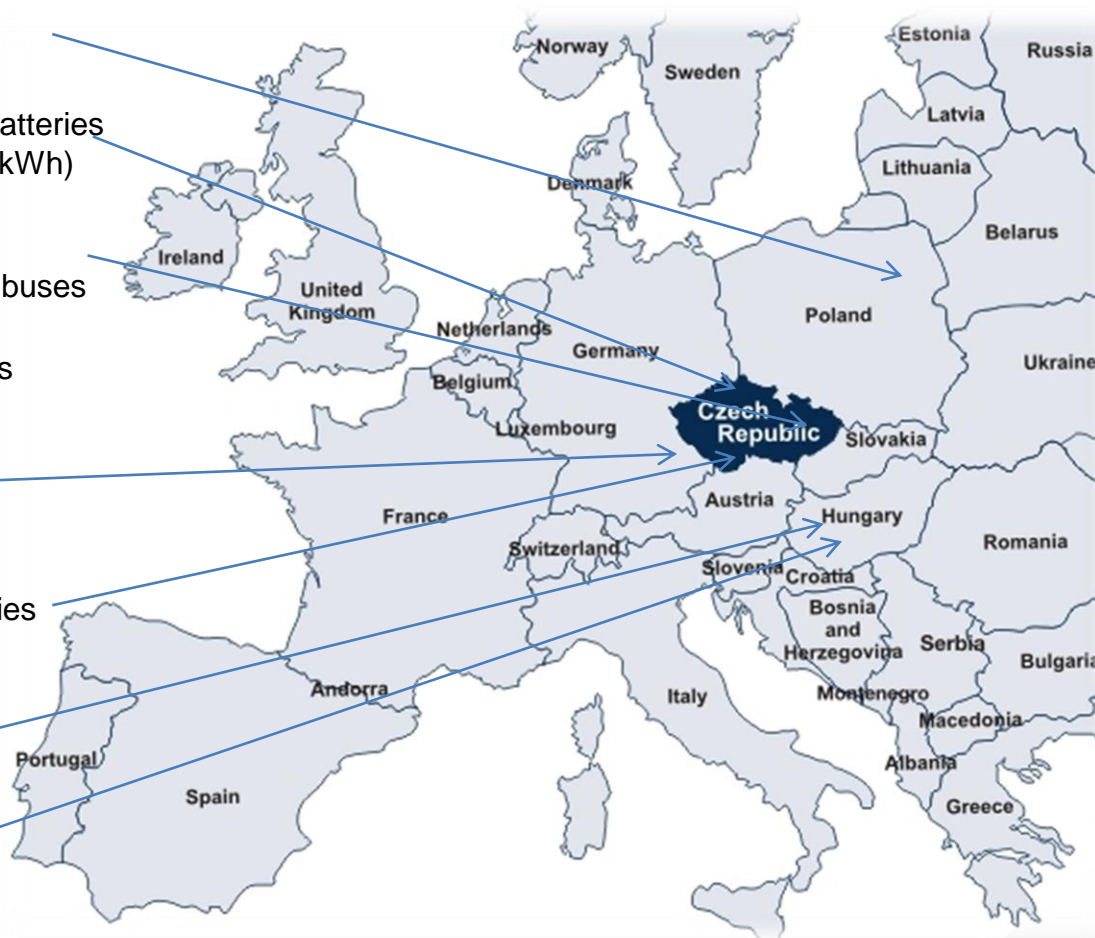 Estonia
Norway
Russia
Sweden
Latvia
atteries
kWh)
Lithuania
Denmark
Belarus
Ireland
buses
United
Kingdom
Poland
Netherlands
Germany
Ukraine
s
Belgium
Czech
Republic
Luxembourg
Slovakia
Austria
France
Hungary
Switzerland
Romania
Slovenia
Croatia
ies
Bosnia
and
Herzegovina
Serbia
Bulgaria
Andorra
Italy
Montenegro
Macedonia
Portugal
Albania
Spain
Greece